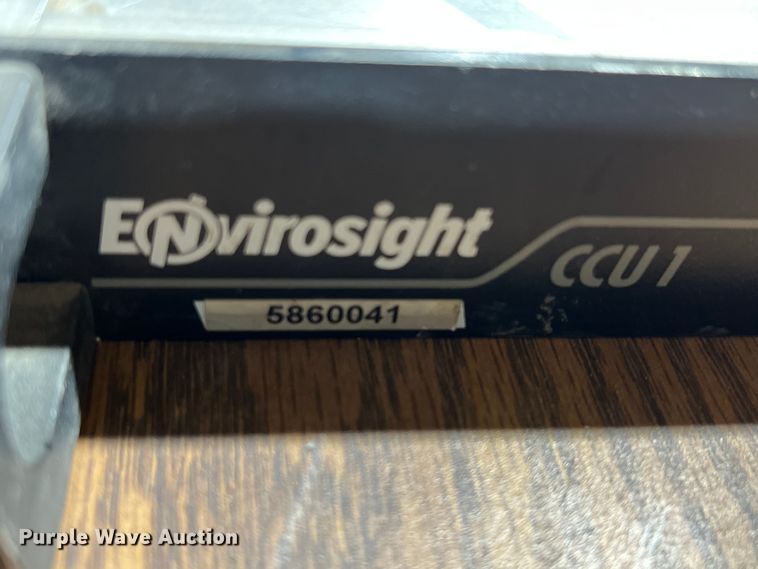 Envirosight
CCU 1
5860041
Purple Wave Auction